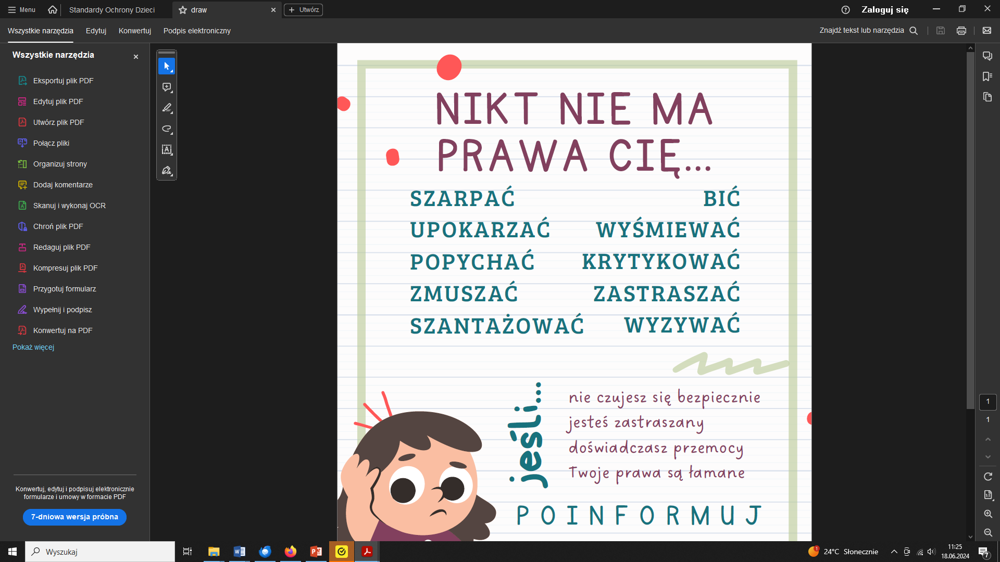 Menu
Standardy Ochrony Dzieci
draw
Utwórz
Zaloguj się
Wszystkie narzędzia
Edytuj
Konwertuj
Podpis elektroniczny
Znajdź tekst lub narzędzia
Wszystkie narzędzia
Eksportuj plik PDF
Edytuj plik PDF
Utwórz plik PDF
Połącz pliki
Organizuj strony
Dodaj komentarze
Skanuj i wykonaj OCR
Chroń plik PDF
Redaguj plik PDF
Kompresuj plik PDF
Przygotuj formularz
Wypełnij i podpisz
Konwertuj na PDF
Pokaż więcej
Konwertuj, edytuj i podpisuj elektronicznie
formularze i umowy w formacie PDF
7-dniowa wersja próbna
NIKT NIE MA
PRAWA CIĘ...
SZARPAĆ BIĆ
UPOKARZAĆ WYŚMIEWAĆ
POPYCHAĆ KRYTYKOWAĆ
ZMUSZAĆ ZASTRASZAĆ
SZANTAŻOWAĆ WYZYWAĆ
jeśli...
nie czujesz się bezpiecznie
jesteś zastraszany
doświadczasz przemocy
Twoje prawa są łamane
POINFORMUJ
1
1
Wyszukaj
24°C Słonecznie
11:25
18.06.2024
7